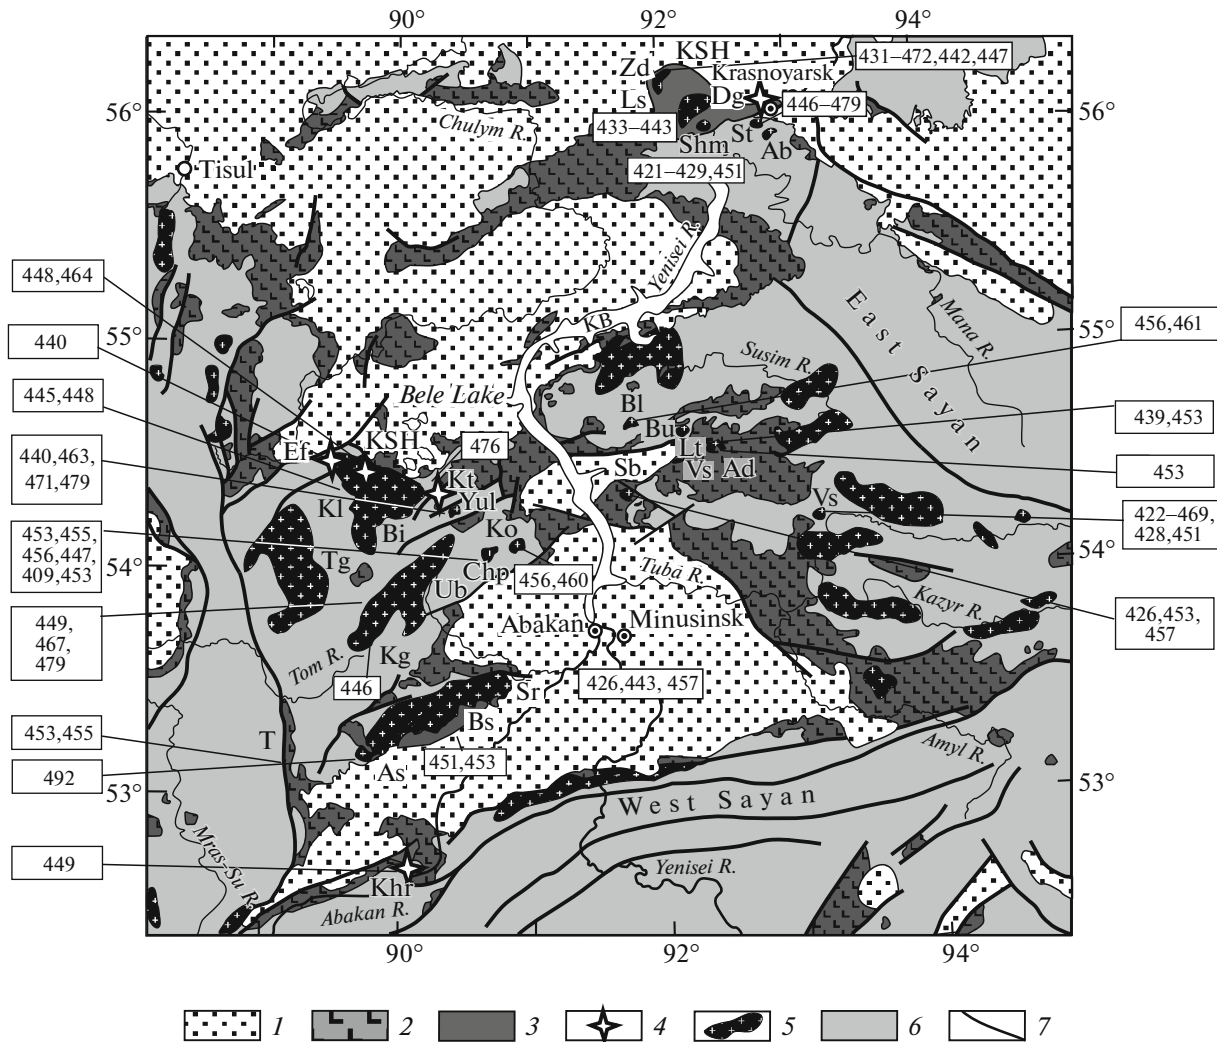 90°
92°
94°
KSH
431–472,442,447
Zd
Krasnoyarsk
Ls
Dg
446–479
56°
56°
Chulym R.
433–443
St
Shm
Ab
Tisul
421–429,451
Yenisei R.
448,464
East Sayan
Mana R.
KB
456,461
440
55°
55°
Susim R.
445,448
Bele Lake
Bl
439,453
Bu
Ef
KSH
476
Lt
440,463,
471,479
Sb
Vs
Ad
453
Kt
Yul
Vs
Kl
422–469,
428,451
Bi
Ko
453,455,
456,447,
409,453
54°
54°
Tg
Chp
456,460
Tuba R.
Ub
Kazyr R.
449,
467,
479
Abakan
Minusinsk
426,453,
457
Kg
Tom R.
446
Sr
426,443, 457
453,455
T
Bs
Amyl R.
451,453
492
As
53°
53°
West Sayan
Mras-Su R.
449
Yenisei R.
Khr
Abakan R.
90°
92°
94°
1
2
3
4
5
6
7